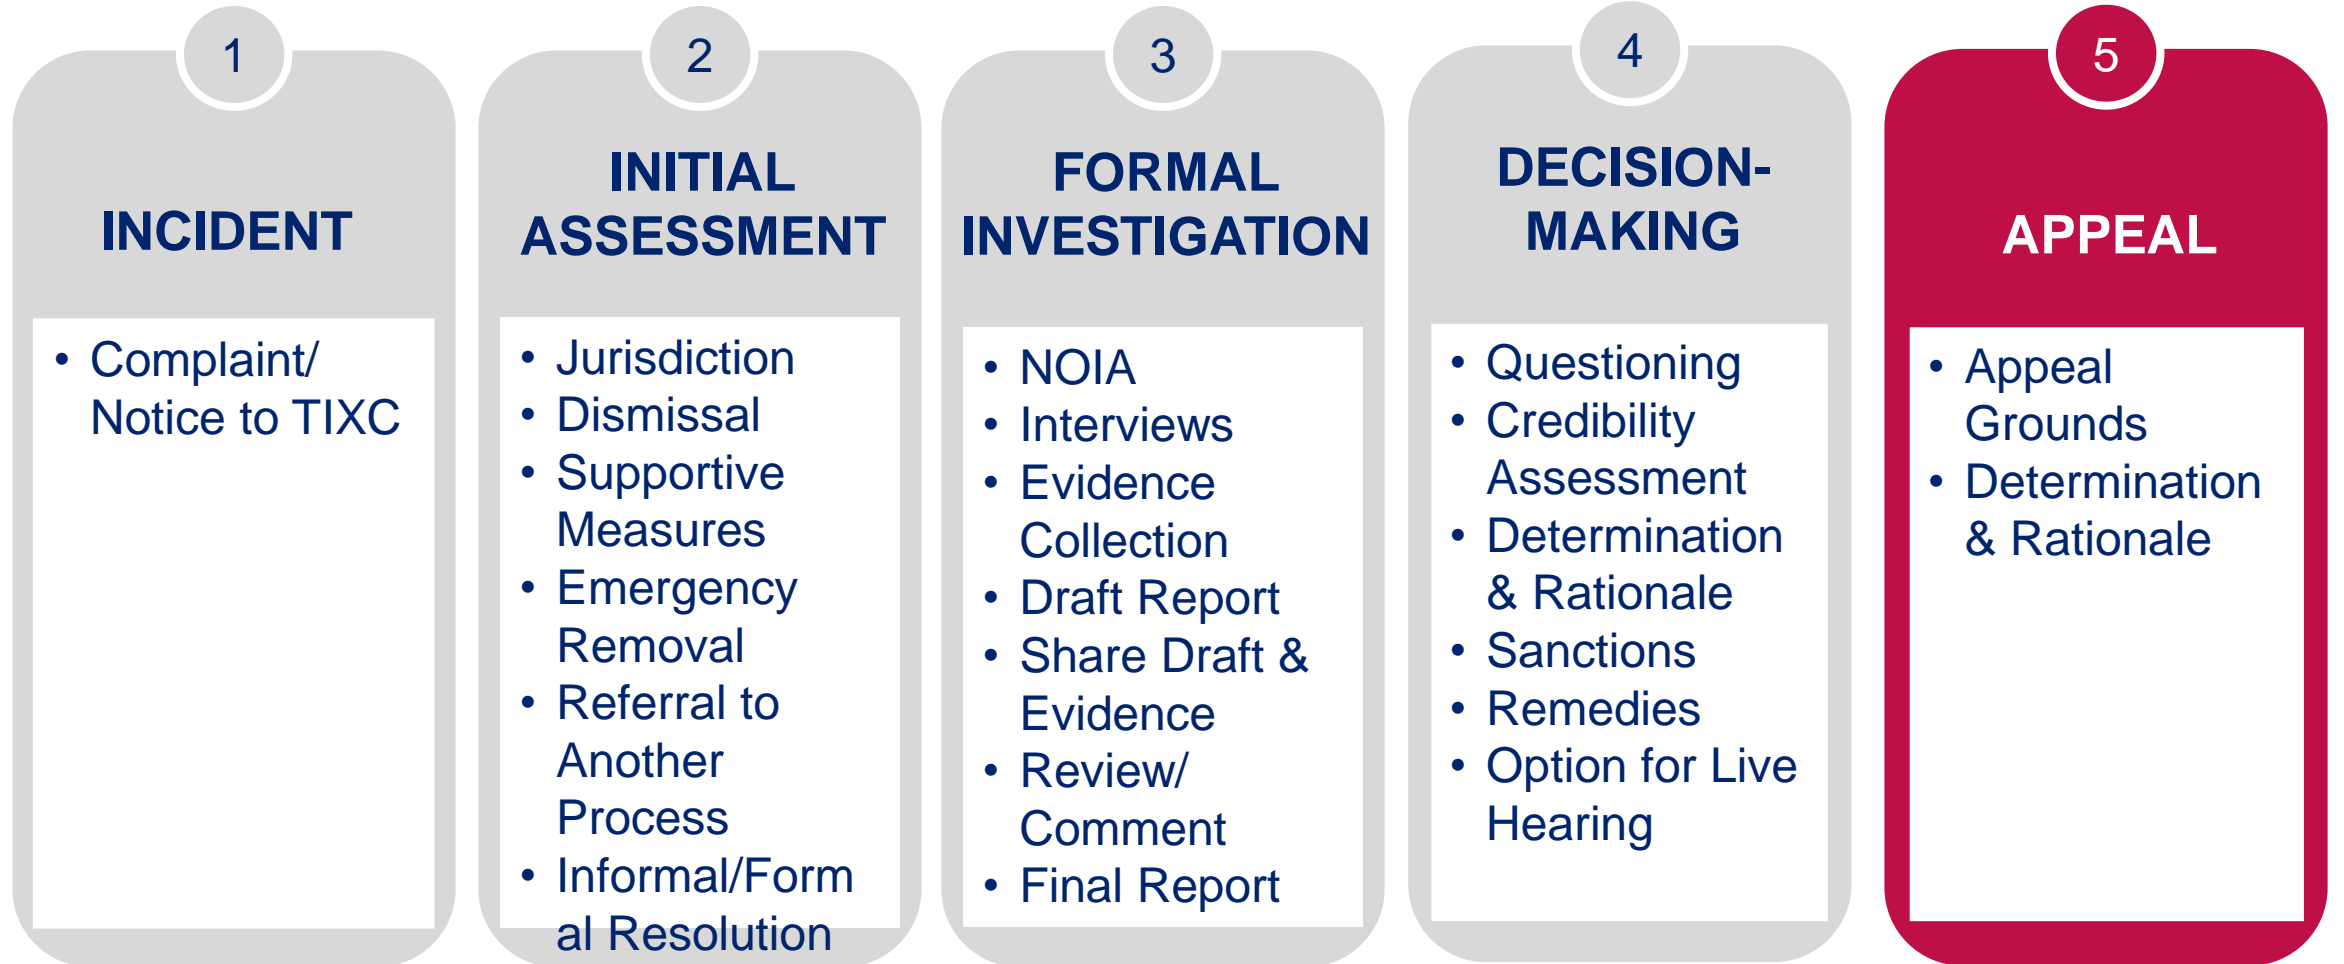 1
INCIDENT
• Complaint/
Notice to TIXC
2
INITIAL
ASSESSMENT
• Jurisdiction
• Dismissal
• Supportive
Measures
• Emergency
Removal
• Referral to
Another
Process
• Informal/Form
al Resolution
3
FORMAL
INVESTIGATION
• NOIA
• Interviews
• Evidence
Collection
• Draft Report
• Share Draft &
Evidence
• Review/
Comment
• Final Report
4
DECISION-
MAKING
• Questioning
• Credibility
Assessment
• Determination
& Rationale
• Sanctions
• Remedies
• Option for Live
Hearing
5
APPEAL
• Appeal
Grounds
• Determination
& Rationale